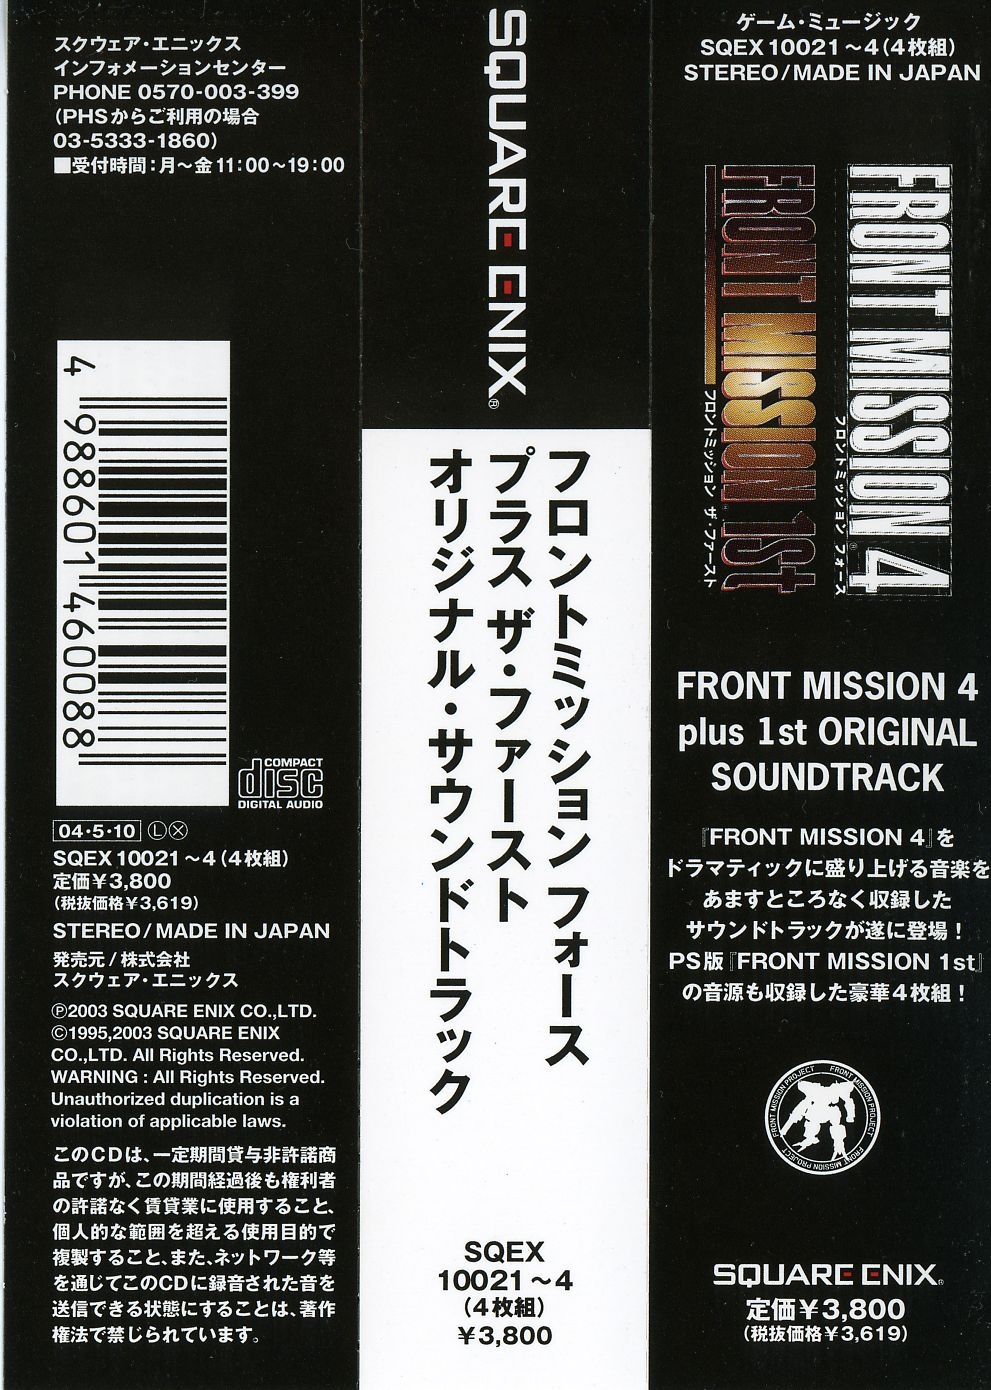 スクウェア・エニックス
インフォメーションセンター
PHONE 0570-003-399
(PHSからご利用の場合
03-5333-1860)
■受付時間:月〜金11:00〜19:00
4 988601 460088
COMPACT
disc
DIGITAL AUDIO
04・5・10 Ⓛ Ⓧ
SQEX 10021〜4 (4枚組)
定価¥3,800
(税抜価格¥3,619)
STEREO/MADE IN JAPAN
発売元/株式会社
スクウェア・エニックス
Ⓟ2003 SQUARE ENIX CO.,LTD.
©1995,2003 SQUARE ENIX
CO.,LTD. All Rights Reserved.
WARNING : All Rights Reserved.
Unauthorized duplication is a
violation of applicable laws.
このCDは、一定期間貸与非許諾商
品ですが、この期間経過後も権利者
の許諾なく賃貸業に使用すること、
個人的な範囲を超える使用目的で
複製すること、また、ネットワーク等
を通じてこのCDに録音された音を
送信できる状態にすることは、著作
権法で禁じられています。
SQUARE ENIX®
フロントミッション フォース
プラス ザ・ファースト
オリジナル・サウンドトラック
SQEX
10021〜4
(4枚組)
¥3,800
ゲーム・ミュージック
SQEX 10021〜4 (4枚組)
STEREO/MADE IN JAPAN
FRONT MISSION 4
フロントミッション フォース
FRONT MISSION 1st
フロントミッション ザ・ファースト
FRONT MISSION 4
plus 1st ORIGINAL
SOUNDTRACK
『FRONT MISSION 4』を
ドラマティックに盛り上げる音楽を
あますところなく収録した
サウンドトラックが遂に登場!
PS版『FRONT MISSION 1st』
の音源も収録した豪華4枚組!
FRONT MISSION PROJECT FRONT MISSION PROJECT FRONT MISSION PROJECT
SQUARE ENIX®
定価¥3,800
(税抜価格¥3,619)